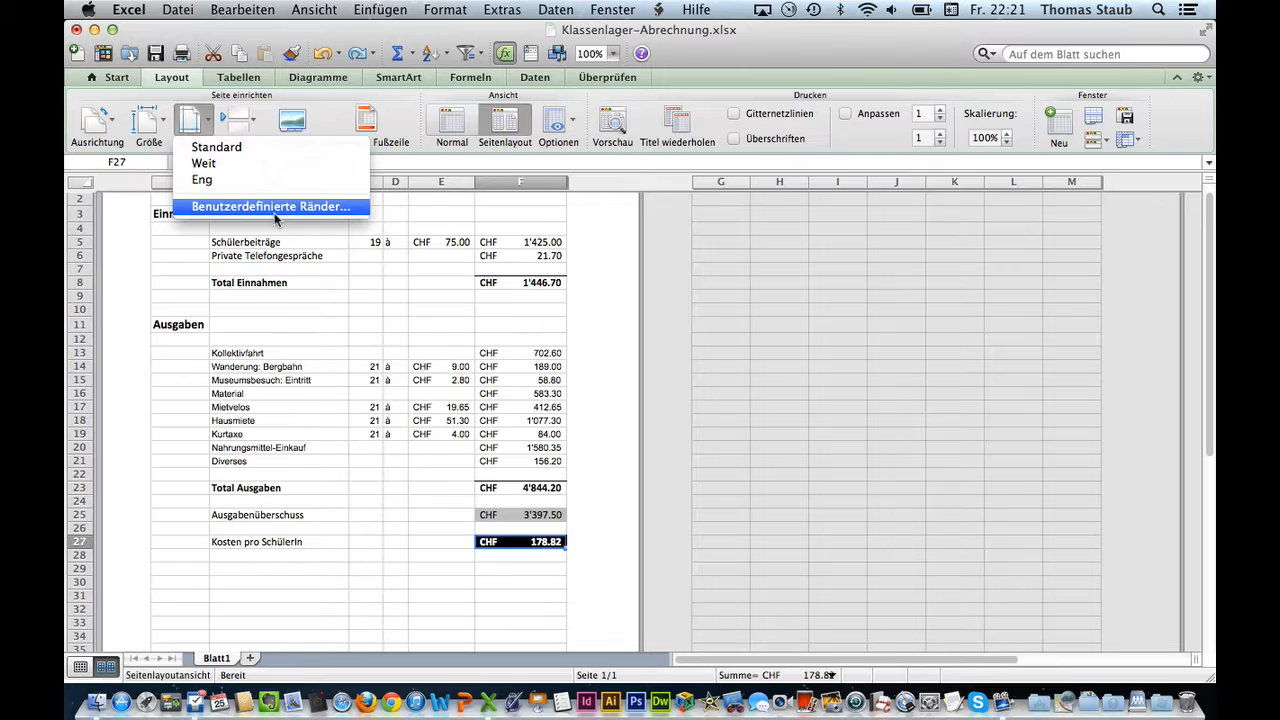 Excel Datei Bearbeiten Ansicht Einfügen Format Extras Daten Fenster Hilfe Fr. 22:21 Thomas Staub
Klassenlager-Abrechnung.xlsx
100% Auf dem Blatt suchen
Start Layout Tabellen Diagramme SmartArt Formeln Daten Überprüfen
Seite einrichten Ansicht Drucken Fenster
Gitternetzlinien Anpassen 1 Skalierung:
Überschriften 1 100%
Ausrichtung Größe Fußzeile Normal Seitenlayout Optionen Vorschau Titel wiederholen Neu
Standard
Weit
Eng
Benutzerdefinierte Ränder...
F27
D E F G H I J K L M
2
3 Einn
4
5 Schülerbeiträge 19 à CHF 75.00 CHF 1'425.00
6 Private Telefongespräche CHF 21.70
7
8 Total Einnahmen CHF 1'446.70
9
10
11 Ausgaben
12
13 Kollektivfahrt CHF 702.60
14 Wanderung: Bergbahn 21 à CHF 9.00 CHF 189.00
15 Museumsbesuch: Eintritt 21 à CHF 2.80 CHF 58.80
16 Material CHF 583.30
17 Mietvelos 21 à CHF 19.65 CHF 412.65
18 Hausmiete 21 à CHF 51.30 CHF 1'077.30
19 Kurtaxe 21 à CHF 4.00 CHF 84.00
20 Nahrungsmittel-Einkauf CHF 1'580.35
21 Diverses CHF 156.20
22
23 Total Ausgaben CHF 4'844.20
24
25 Ausgabenüberschuss CHF 3'397.50
26
27 Kosten pro SchülerIn CHF 178.82
28
29
30
31
32
33
34
35
Blatt1
Seitenlayoutansicht Bereit Seite 1/1 Summe= CHF 178.82
Id Ai Ps Dw